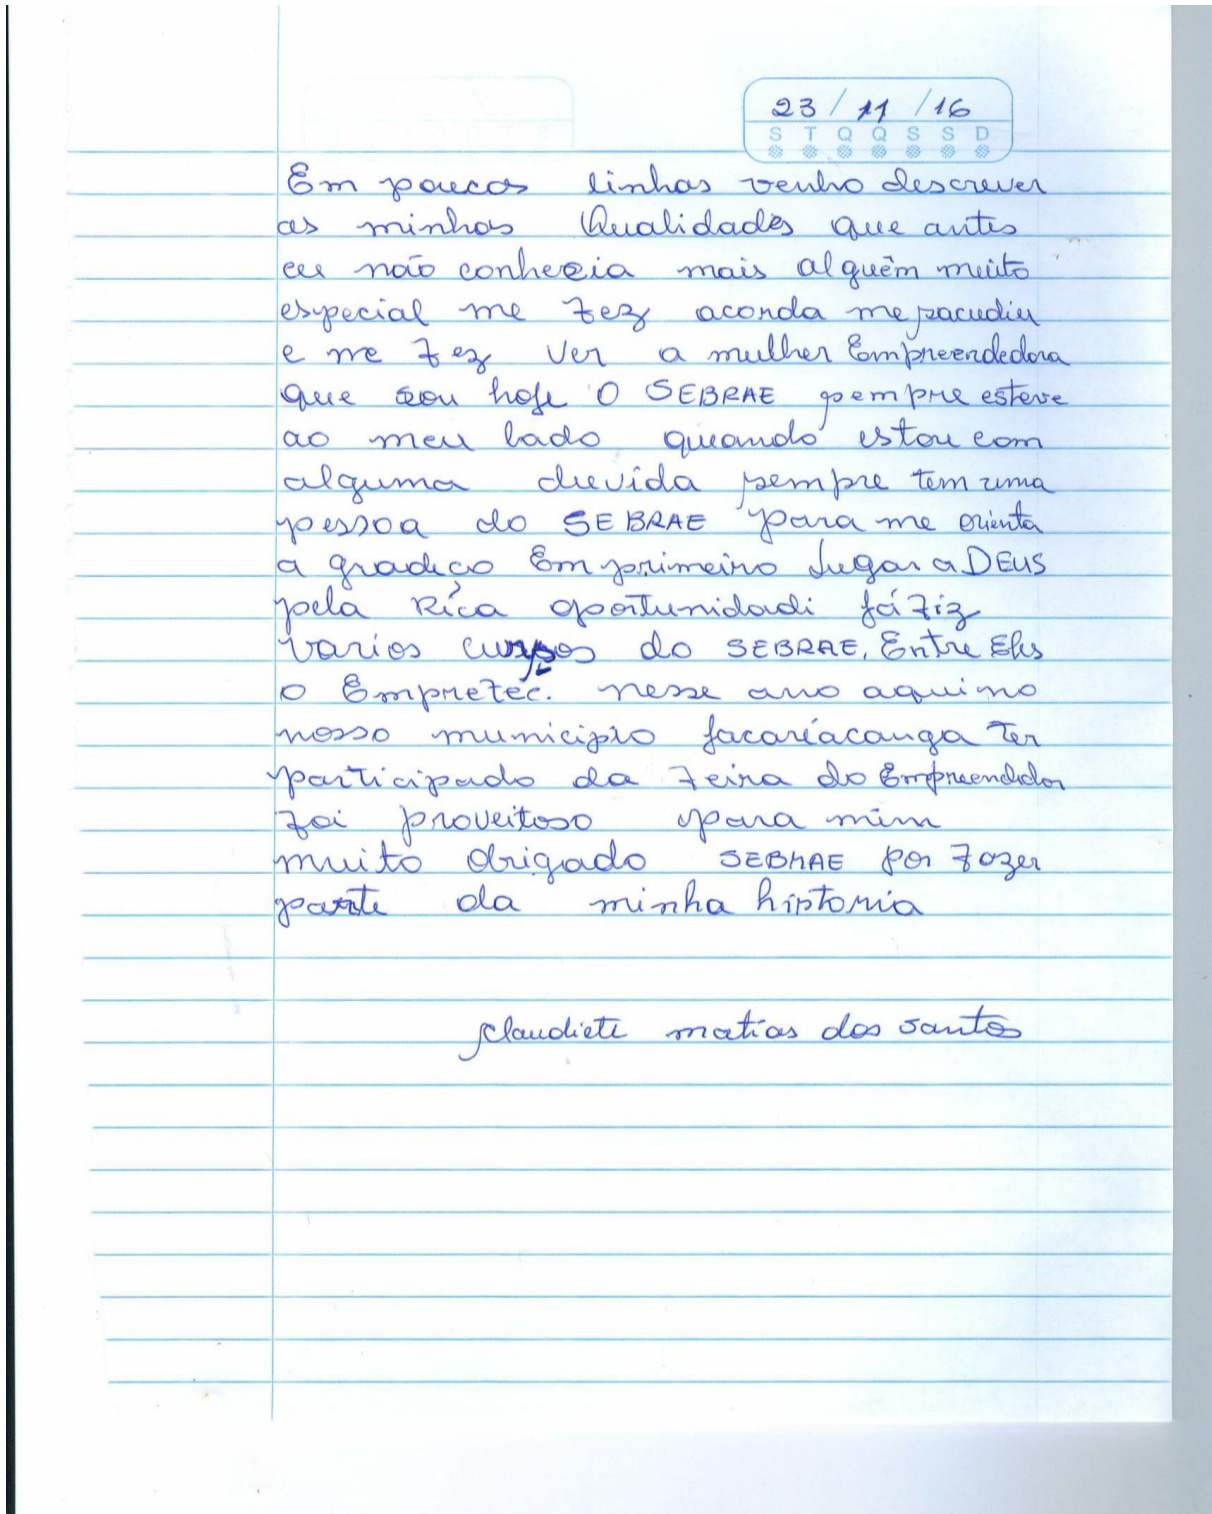 23 / 11 / 16
S T Q Q S S D
Em poucas linhas venho descrever
as minhas Qualidades que antes
eu não conhecia mais alguém muito
especial me fez acorda me sacudiu
e me fez ver a mulher Empreendedora
que sou hoje O SEBRAE sempre esteve
ao meu lado quando estou com
alguma duvida sempre tem uma
pessoa do SEBRAE para me orienta
a gradeço Em primeiro lugar a DEUS
pela Rica oportunidadi já fiz
varios cursos do SEBRAE, Entre Eles
o Empretec. nesse ano aqui no
nosso municipio jacariacanga Ter
participado da Feira do Empreendedor
foi proveitoso para mim
muito obrigado SEBRAE por fazer
parte da minha historia
Claudiete matias dos santos